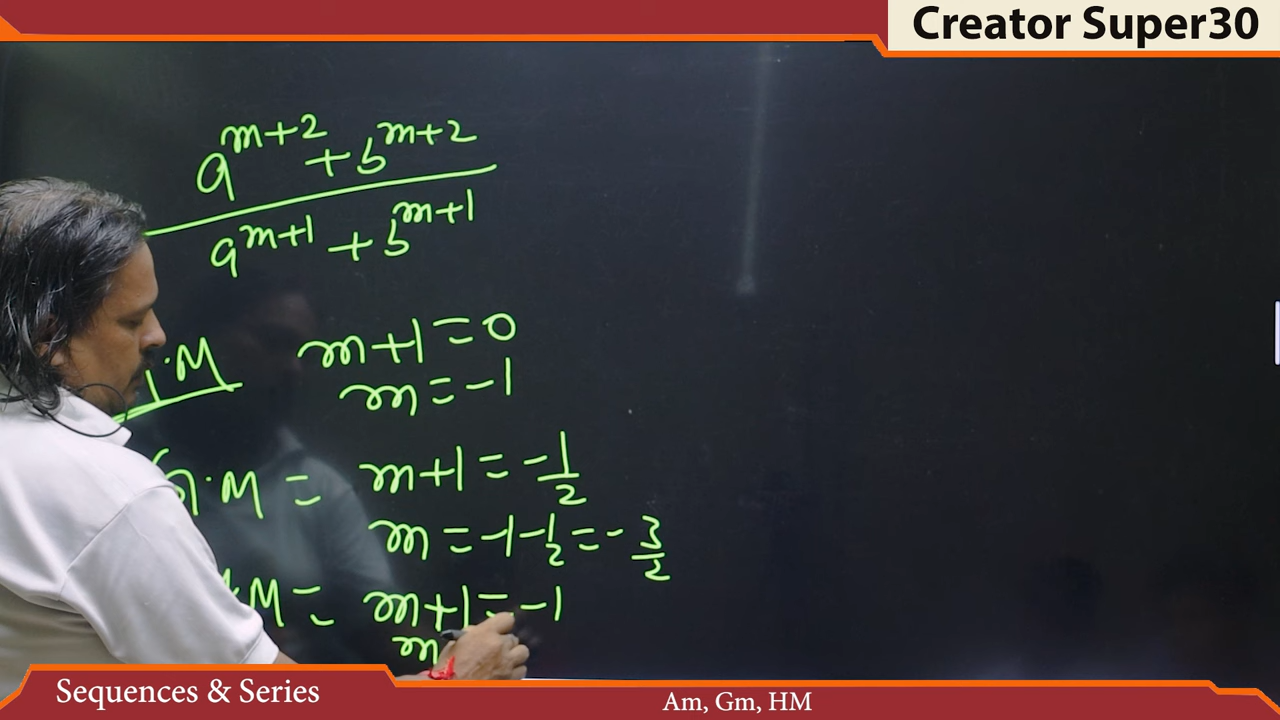 Creator Super30
a^{m+2} + b^{m+2}
a^{m+1} + b^{m+1}
.M m+1 = 0
m = -1
G.M = m+1 = -1/2
m = -1-1/2 = -3/2
M = m+1 = -1
m
Sequences & Series
Am, Gm, HM